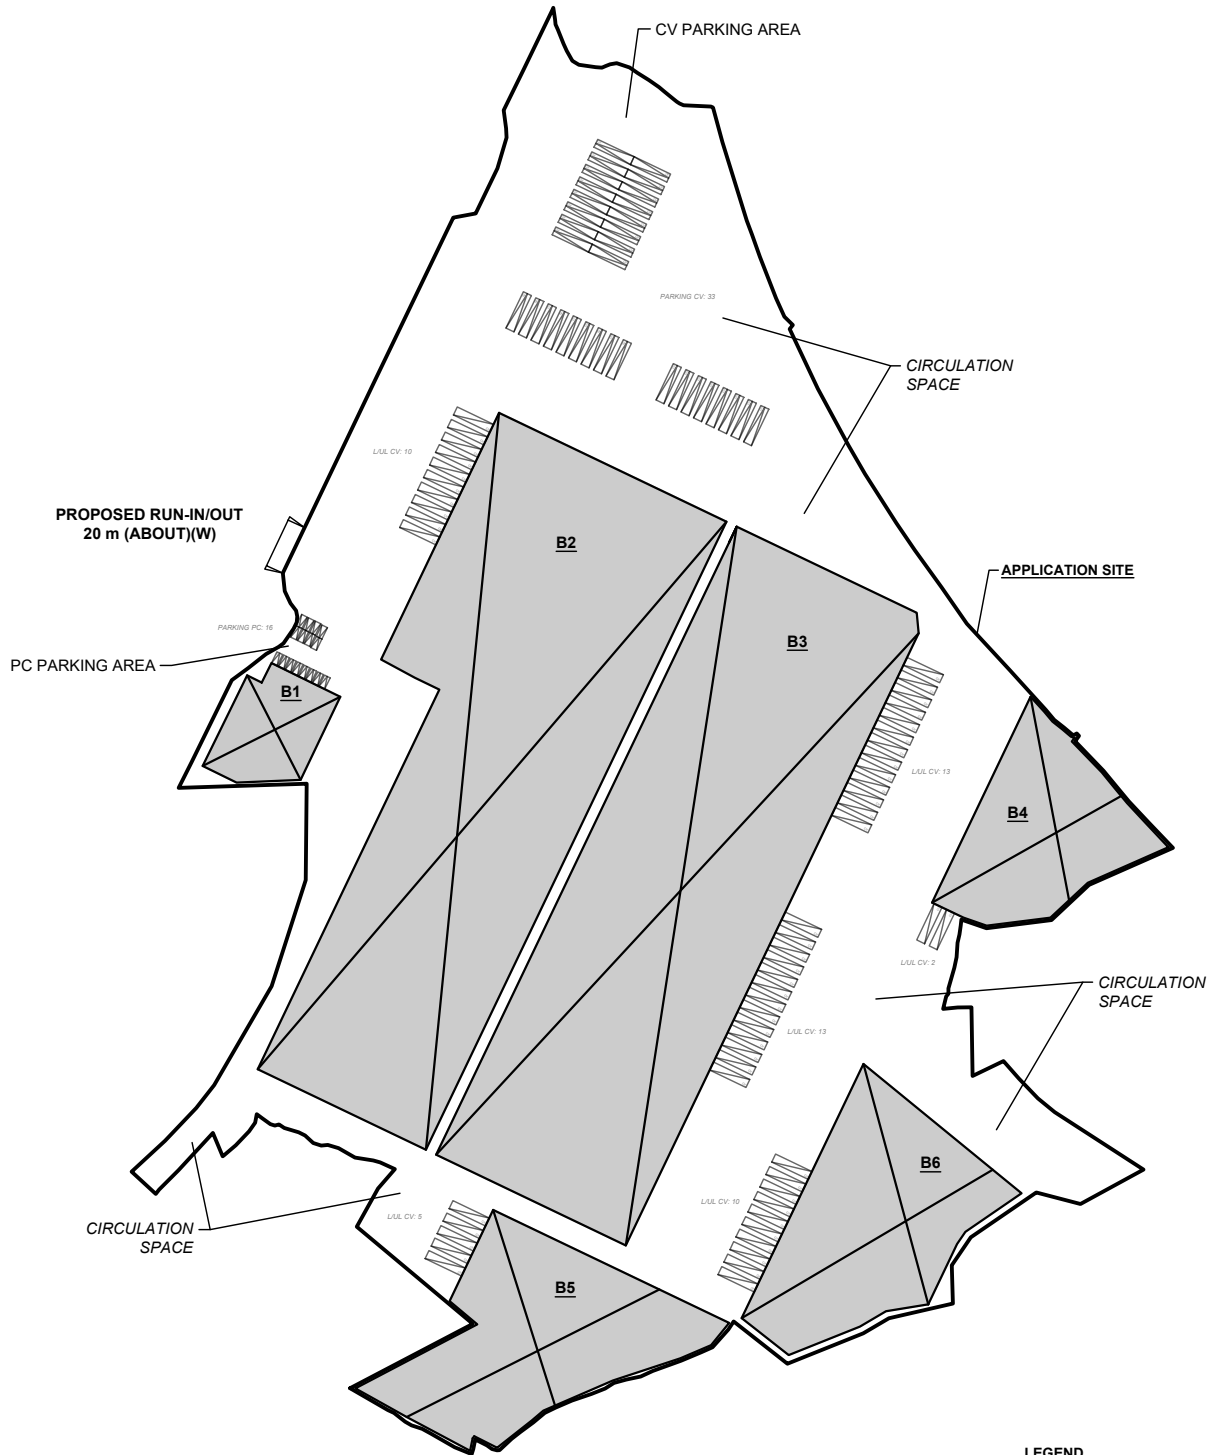 CV PARKING AREA
PARKING CV: 33
CIRCULATION
SPACE
L/UL CV: 10
PROPOSED RUN-IN/OUT
20 m (ABOUT)(W)
B2
APPLICATION SITE
PARKING PC: 16
B3
PC PARKING AREA
B1
L/UL CV: 13
B4
L/UL CV: 2
CIRCULATION
SPACE
L/UL CV: 13
B6
L/UL CV: 10
L/UL CV: 5
CIRCULATION
SPACE
B5
LEGEND